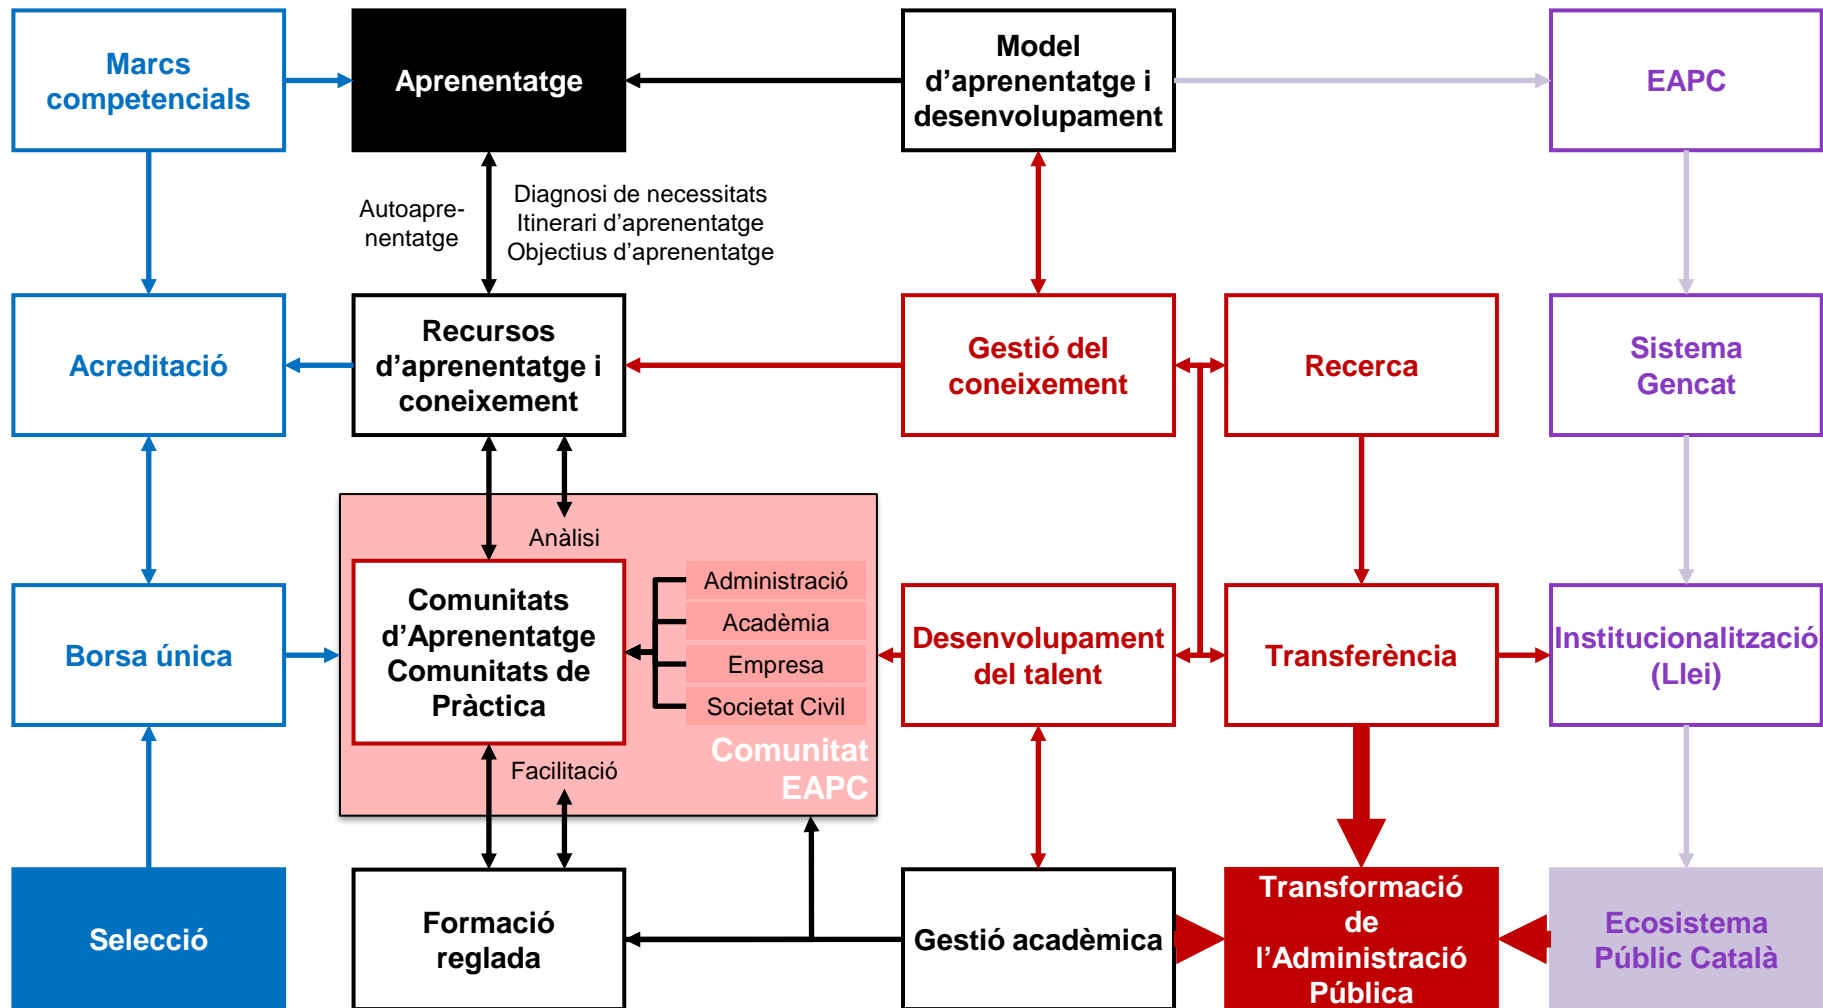 Marcs
competencials
Aprenentatge
Model
d’aprenentatge i
desenvolupament
EAPC
Autoapre-
nentatge
Diagnosi de necessitats
Itinerari d’aprenentatge
Objectius d’aprenentatge
Acreditació
Recursos
d’aprenentatge i
coneixement
Gestió del
coneixement
Recerca
Sistema
Gencat
Anàlisi
Borsa única
Comunitats
d’Aprenentatge
Comunitats de
Pràctica
Administració
Acadèmia
Empresa
Societat Civil
Comunitat
EAPC
Desenvolupament
del talent
Transferència
Institucionalització
(Llei)
Facilitació
Selecció
Formació
reglada
Gestió acadèmica
Transformació
de
l’Administració
Pública
Ecosistema
Públic Català